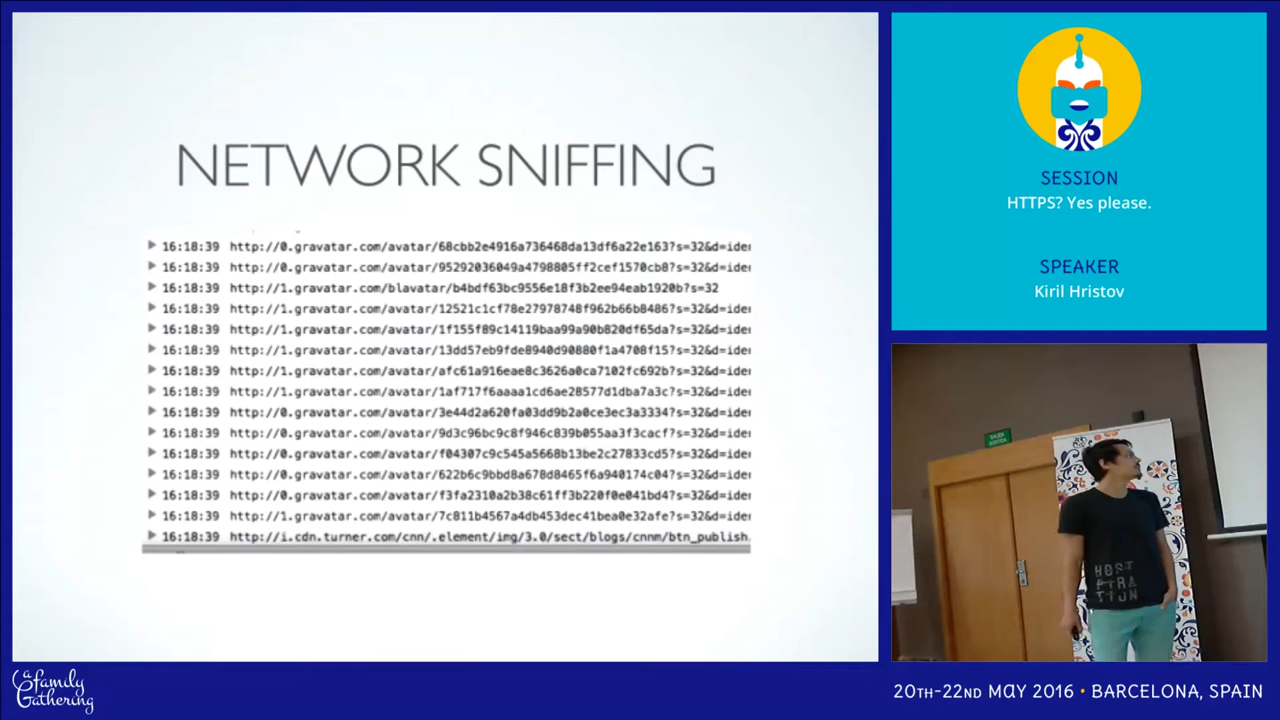 NETWORK SNIFFING
16:18:39 http://0.gravatar.com/avatar/68cbb2e4916a736468da13df6a22e163?s=32&d=ider
16:18:39 http://0.gravatar.com/avatar/95292036049a4798805ff2cef1570cb8?s=32&d=ider
16:18:39 http://1.gravatar.com/blavatar/b4bdf63bc9556e18f3b2ee94eab1920b?s=32
16:18:39 http://1.gravatar.com/avatar/12521c1cf78e27978748f962b66b8486?s=32&d=ider
16:18:39 http://1.gravatar.com/avatar/1f155f89c14119baa99a90b820df65da?s=32&d=ider
16:18:39 http://1.gravatar.com/avatar/13dd57eb9fde8940d90880f1a4708f15?s=32&d=ider
16:18:39 http://1.gravatar.com/avatar/afc61a916eae8c3626a0ca7102fc692b?s=32&d=ider
16:18:39 http://1.gravatar.com/avatar/1af717f6aaaa1cd6ae28577d1dba7a3c?s=32&d=ider
16:18:39 http://0.gravatar.com/avatar/3e44d2a620fa03dd9b2a0ce3ec3a3334?s=32&d=ider
16:18:39 http://0.gravatar.com/avatar/9d3c96bc9c8f946c839b055aa3f3cacf?s=32&d=ider
16:18:39 http://0.gravatar.com/avatar/f04307c9c545a5668b13be2c27833cd5?s=32&d=ider
16:18:39 http://0.gravatar.com/avatar/622b6c9bbd8a678d8465f6a940174c04?s=32&d=ider
16:18:39 http://0.gravatar.com/avatar/f3fa2310a2b38c61ff3b220f0e041bd4?s=32&d=ider
16:18:39 http://1.gravatar.com/avatar/7c811b4567a4db453dec41bea0e32afe?s=32&d=ider
16:18:39 http://i.cdn.turner.com/cnn/.element/img/3.0/sect/blogs/cnnm/btn_publish.
SESSION
HTTPS? Yes please.
SPEAKER
Kiril Hristov
SALIDA
HOST
PIRA
TION
a family
Gathering
20TH-22ND MAY 2016 • BARCELONA, SPAIN